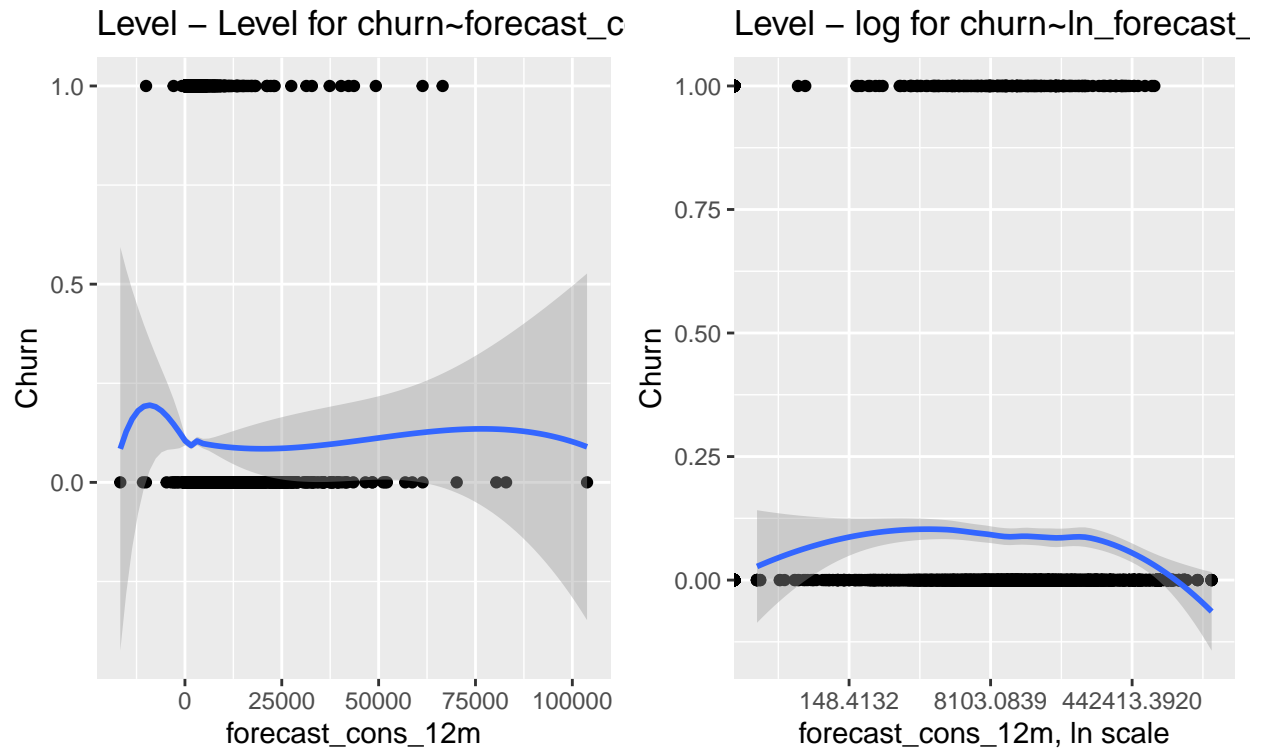 Level − Level for churn~forecast_c
1.0
0.5
0.0
Churn
0
25000
50000
75000
100000
forecast_cons_12m
Level − log for churn~ln_forecast_
1.00
0.75
0.50
0.25
0.00
Churn
148.4132
8103.0839
442413.3920
forecast_cons_12m, ln scale